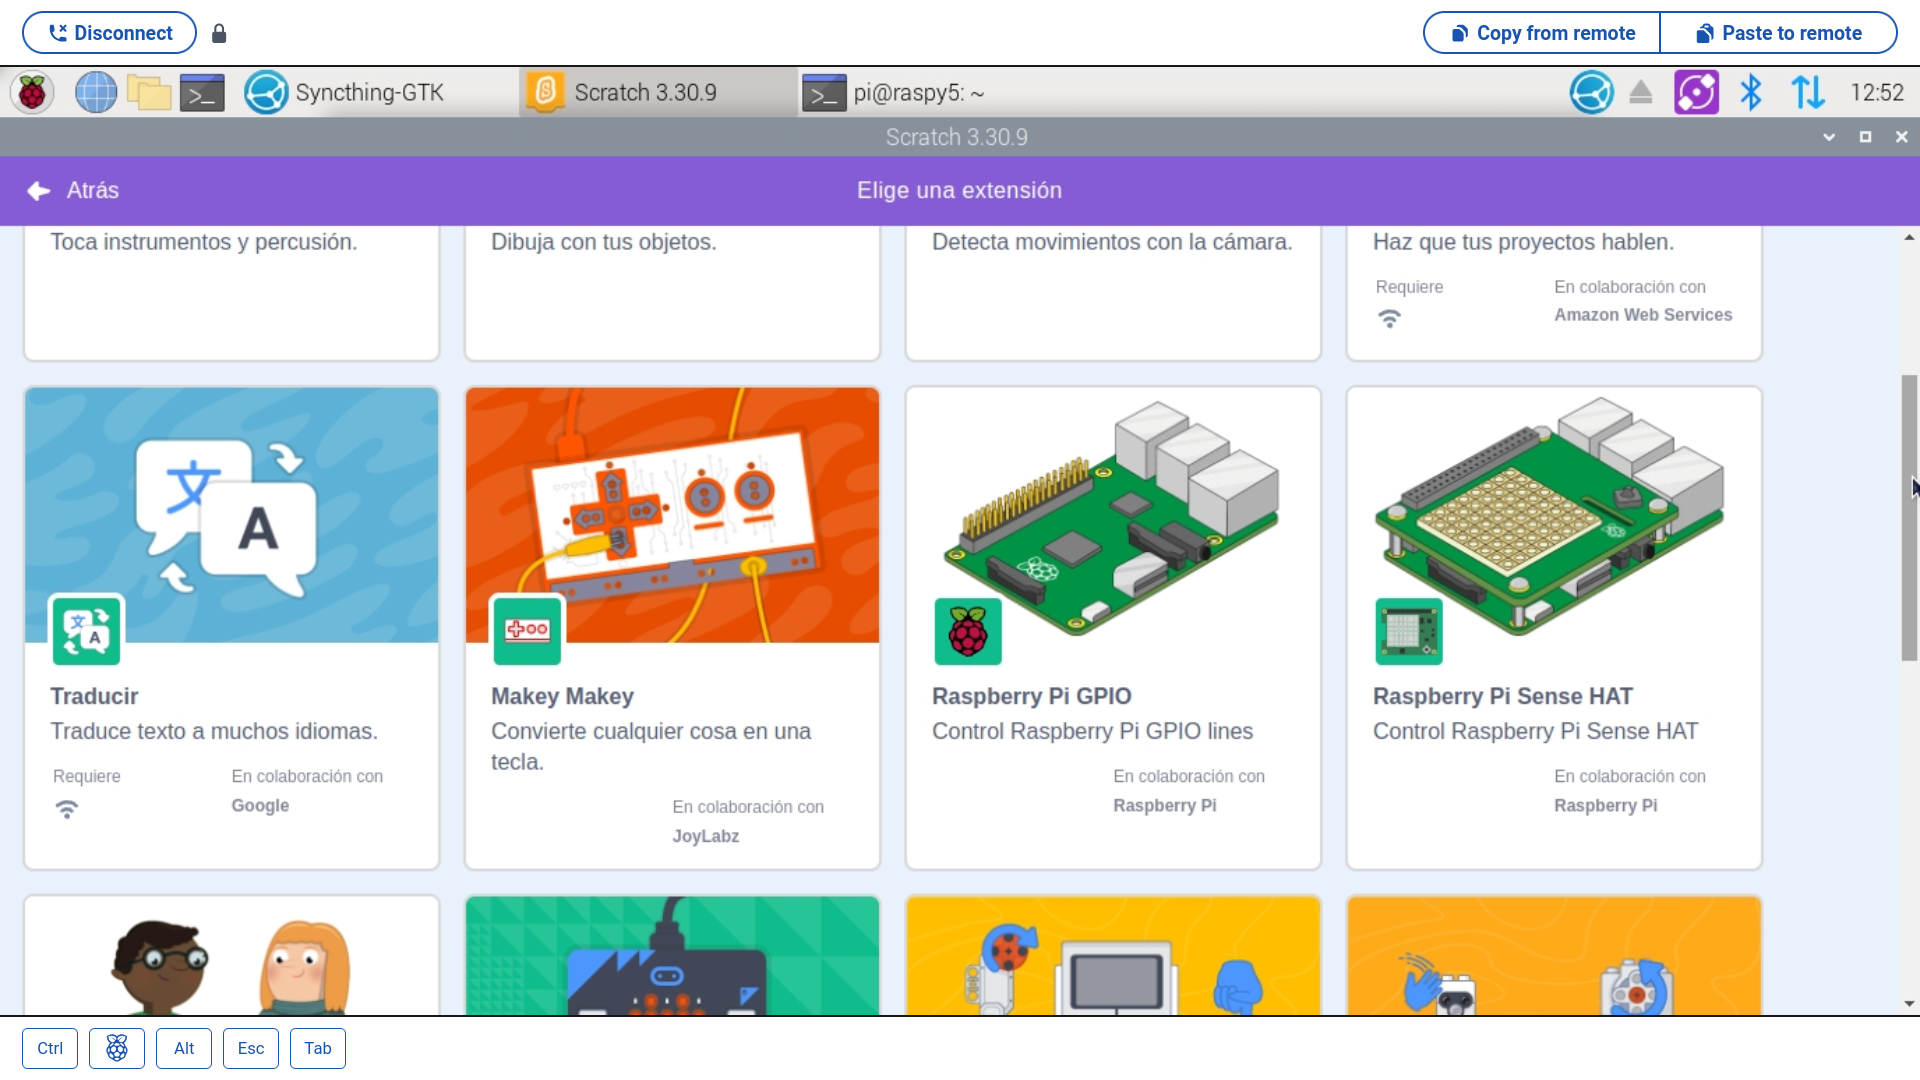 Disconnect
Copy from remote
Paste to remote
Syncthing-GTK
Scratch 3.30.9
pi@raspy5: ~
12:52
Scratch 3.30.9
Atrás
Elige una extensión
Toca instrumentos y percusión.
Dibuja con tus objetos.
Detecta movimientos con la cámara.
Haz que tus proyectos hablen.
Requiere
En colaboración con
Amazon Web Services
文
A
文
A
Traducir
Traduce texto a muchos idiomas.
Requiere
En colaboración con
Google
Makey Makey
Convierte cualquier cosa en una
tecla.
En colaboración con
JoyLabz
Raspberry Pi GPIO
Control Raspberry Pi GPIO lines
En colaboración con
Raspberry Pi
Raspberry Pi Sense HAT
Control Raspberry Pi Sense HAT
En colaboración con
Raspberry Pi
Ctrl
Alt
Esc
Tab